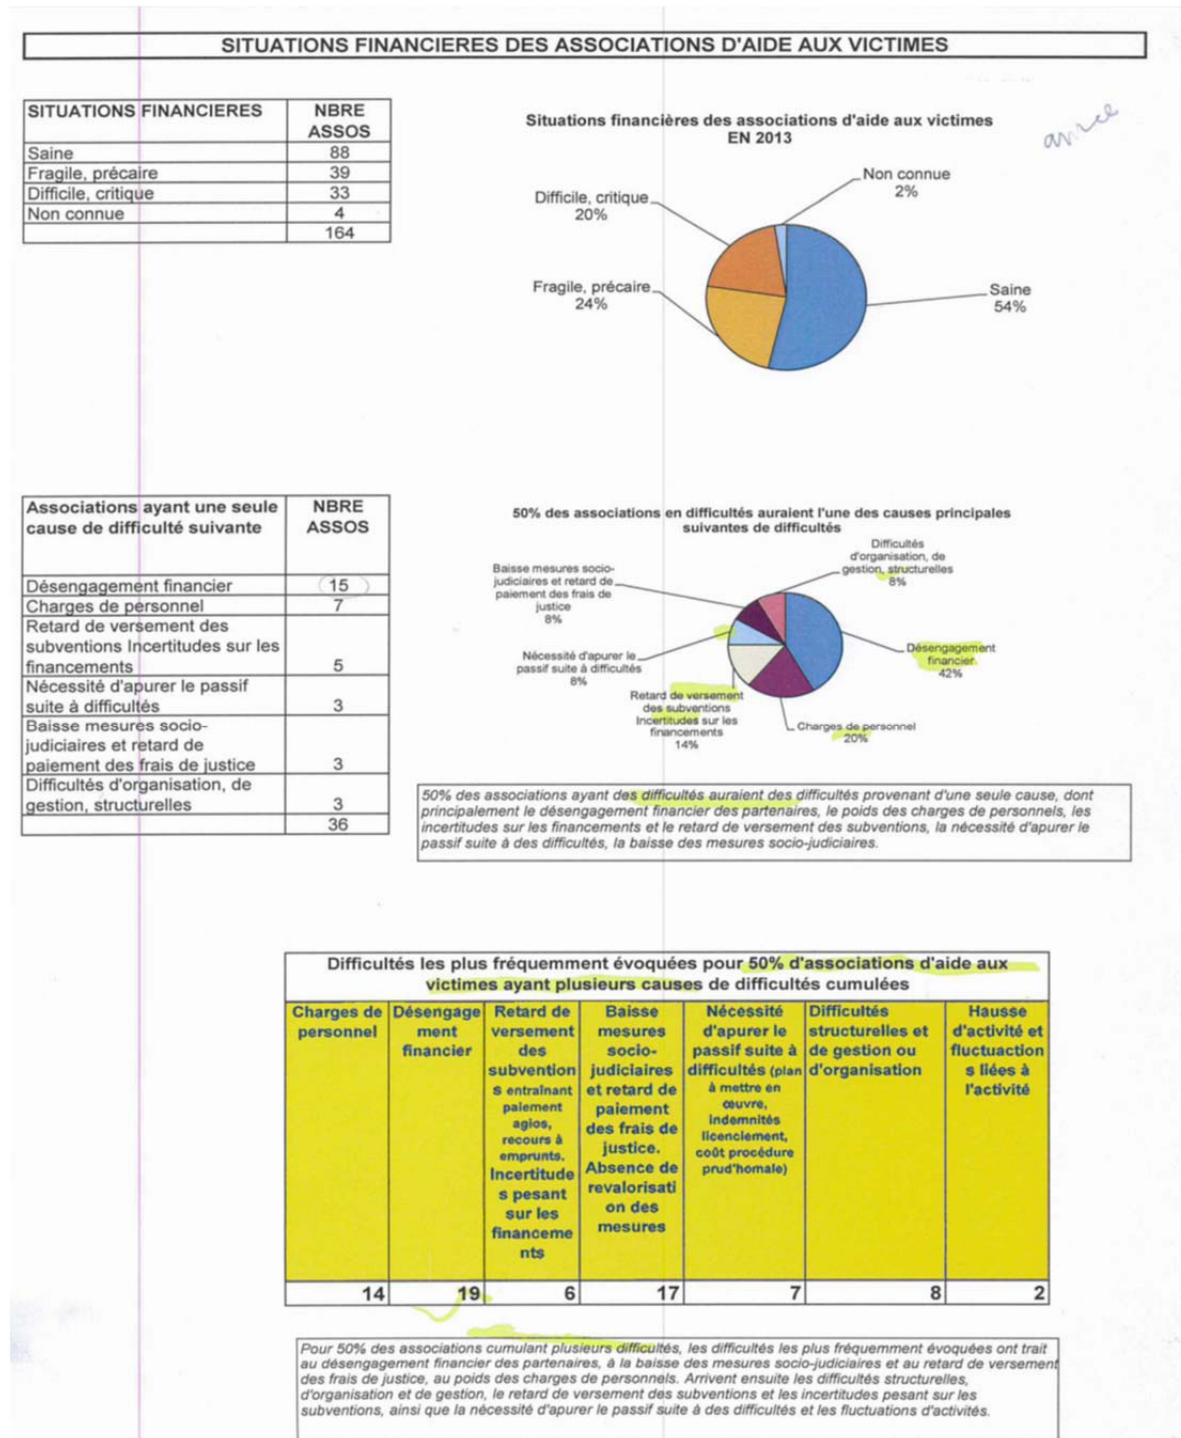 SITUATIONS FINANCIERES DES ASSOCIATIONS D'AIDE AUX VICTIMES
SITUATIONS FINANCIERES
NBRE
ASSOS
Saine 88
Fragile, précaire 39
Difficile, critique 33
Non connue 4
164
Situations financières des associations d'aide aux victimes
EN 2013
Non connue
2%
Difficile, critique
20%
Fragile, précaire
24%
Saine
54%
Associations ayant une seule
cause de difficulté suivante
NBRE
ASSOS
Désengagement financier 15
Charges de personnel 7
Retard de versement des
subventions Incertitudes sur les
financements 5
Nécessité d'apurer le passif
suite à difficultés 3
Baisse mesures socio-
judiciaires et retard de
paiement des frais de justice 3
Difficultés d'organisation, de
gestion, structurelles 3
36
50% des associations en difficultés auraient l'une des causes principales
suivantes de difficultés
Difficultés
d'organisation, de
gestion, structurelles
8%
Baisse mesures socio-
judiciaires et retard de
paiement des frais de
justice
8%
Nécessité d'apurer le
passif suite à difficultés
8%
Désengagement
financier
42%
Retard de versement
des subventions
Incertitudes sur les
financements
14%
Charges de personnel
20%
50% des associations ayant des difficultés auraient des difficultés provenant d'une seule cause, dont
principalement le désengagement financier des partenaires, le poids des charges de personnels, les
incertitudes sur les financements et le retard de versement des subventions, la nécessité d'apurer le
passif suite à des difficultés, la baisse des mesures socio-judiciaires.
Difficultés les plus fréquemment évoquées pour 50% d'associations d'aide aux
victimes ayant plusieurs causes de difficultés cumulées
Charges de
personnel
Désengage
ment
financier
Retard de
versement
des
subvention
s entraînant
paiement
agios,
recours à
emprunts.
Incertitude
s pesant
sur les
financeme
nts
Baisse
mesures
socio-
judiciaires
et retard de
paiement
des frais de
justice.
Absence de
revalorisati
on des
mesures
Nécessité
d'apurer le
passif suite à
difficultés (plan
à mettre en
œuvre,
indemnités
licenciement,
coût procédure
prud'homale)
Difficultés
structurelles et
de gestion ou
d'organisation
Hausse
d'activité et
fluctuation
s liées à
l'activité
14 19 6 17 7 8 2
Pour 50% des associations cumulant plusieurs difficultés, les difficultés les plus fréquemment évoquées ont trait
au désengagement financier des partenaires, à la baisse des mesures socio-judiciaires et au retard de versement
des frais de justice, au poids des charges de personnels. Arrivent ensuite les difficultés structurelles,
d'organisation et de gestion, le retard de versement des subventions et les incertitudes pesant sur les
subventions, ainsi que la nécessité d'apurer le passif suite à des difficultés et les fluctuations d'activités.